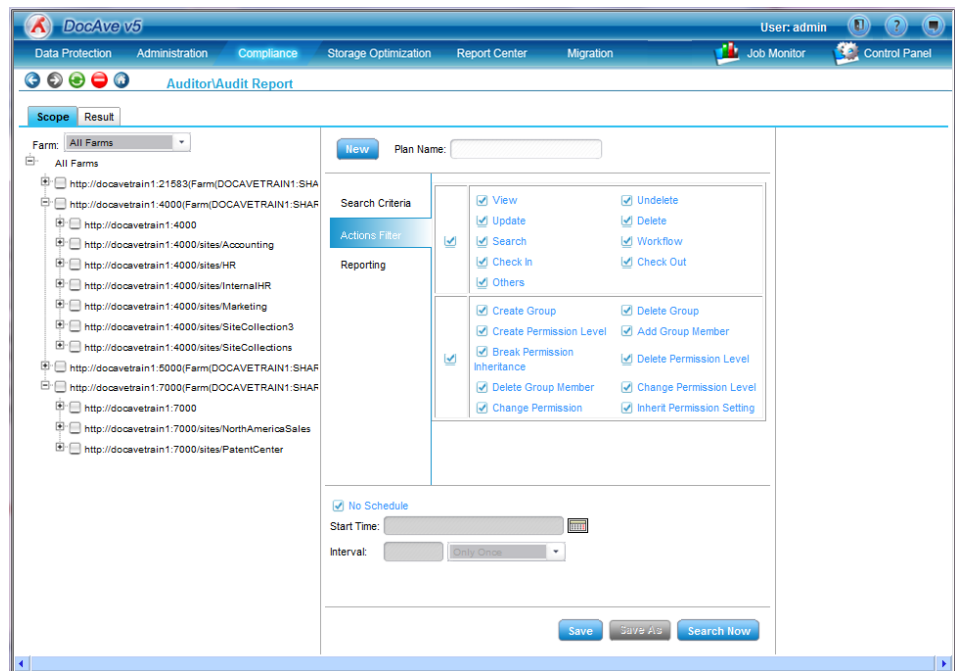 DocAve v5
User: admin
Data Protection Administration Compliance Storage Optimization Report Center Migration Job Monitor Control Panel
Auditor\Audit Report
Scope Result
Farm: All Farms
All Farms
http://docavetrain1:21583(Farm(DOCAVETRAIN1:SHA
http://docavetrain1:4000(Farm(DOCAVETRAIN1:SHAF
http://docavetrain1:4000
http://docavetrain1:4000/sites/Accounting
http://docavetrain1:4000/sites/HR
http://docavetrain1:4000/sites/InternalHR
http://docavetrain1:4000/sites/Marketing
http://docavetrain1:4000/sites/SiteCollection3
http://docavetrain1:4000/sites/SiteCollections
http://docavetrain1:5000(Farm(DOCAVETRAIN1:SHAF
http://docavetrain1:7000(Farm(DOCAVETRAIN1:SHAF
http://docavetrain1:7000
http://docavetrain1:7000/sites/NorthAmericaSales
http://docavetrain1:7000/sites/PatentCenter
New Plan Name:
Search Criteria
Actions Filter
Reporting
View Undelete
Update Delete
Search Workflow
Check In Check Out
Others
Create Group Delete Group
Create Permission Level Add Group Member
Break Permission
Inheritance Delete Permission Level
Delete Group Member Change Permission Level
Change Permission Inherit Permission Setting
No Schedule
Start Time:
Interval: Only Once
Save Save As Search Now